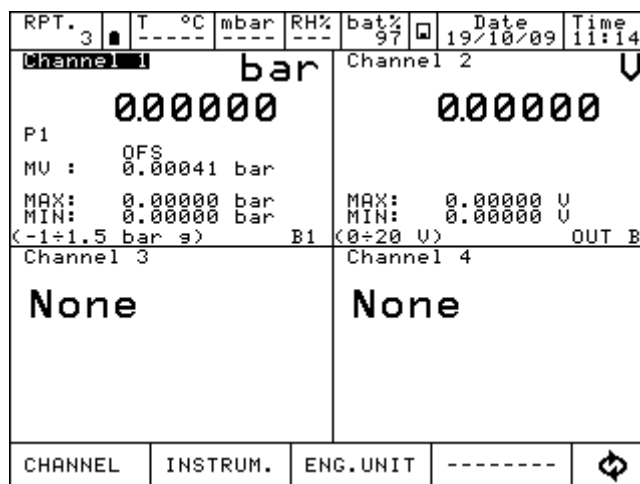 RPT. T °C mbar RH% bat% Date Time
3 ----- ---- --- 97 19/10/09 11:14
Channel 1 bar
0.00000
P1
OFS
MV : 0.00041 bar
MAX: 0.00000 bar
MIN: 0.00000 bar
(-1÷1.5 bar g) B1
Channel 2 V
0.00000
MAX: 0.00000 V
MIN: 0.00000 V
(0÷20 V) OUT B
Channel 3
None
Channel 4
None
CHANNEL INSTRUM. ENG.UNIT --------